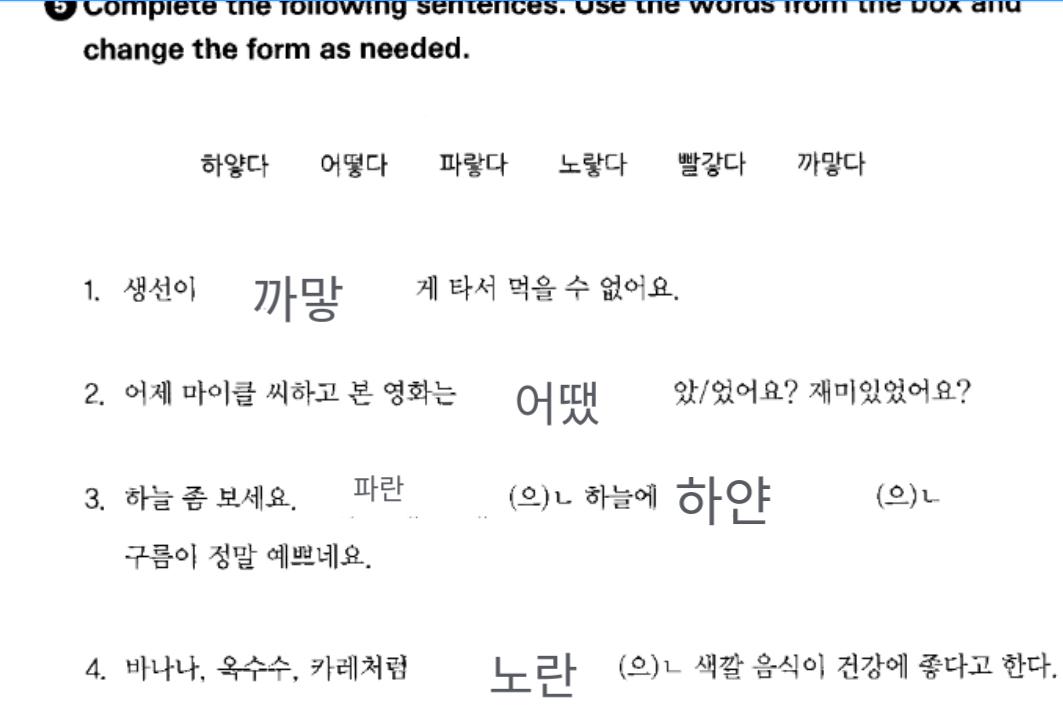 5 Complete the following sentences. Use the words from the box and
change the form as needed.
하얗다 어떻다 파랗다 노랗다 빨갛다 까맣다
1. 생선이 까맣 게 타서 먹을 수 없어요.
2. 어제 마이클 씨하고 본 영화는 어땠 았/었어요? 재미있었어요?
3. 하늘 좀 보세요. 파란 (으)ㄴ 하늘에 하얀 (으)ㄴ
구름이 정말 예쁘네요.
4. 바나나, 옥수수, 카레처럼 노란 (으)ㄴ 색깔 음식이 건강에 좋다고 한다.